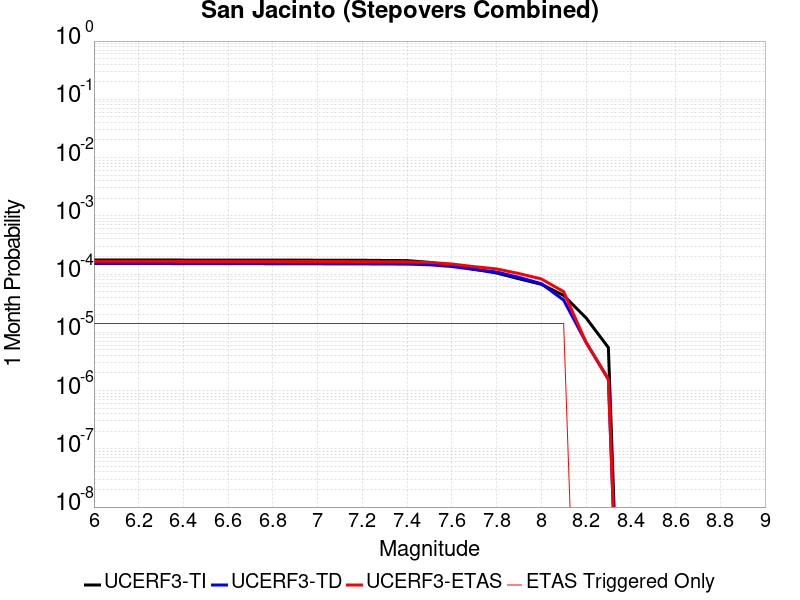 San Jacinto (Stepovers Combined)
10^0
10^-1
10^-2
10^-3
10^-4
10^-5
10^-6
10^-7
10^-8
1 Month Probability
6 6.2 6.4 6.6 6.8 7 7.2 7.4 7.6 7.8 8 8.2 8.4 8.6 8.8 9
Magnitude
UCERF3-TI UCERF3-TD UCERF3-ETAS ETAS Triggered Only